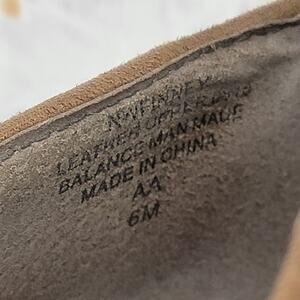 LEATHER UPPER
BALANCE MAN MADE
MADE IN CHINA
AA
6M